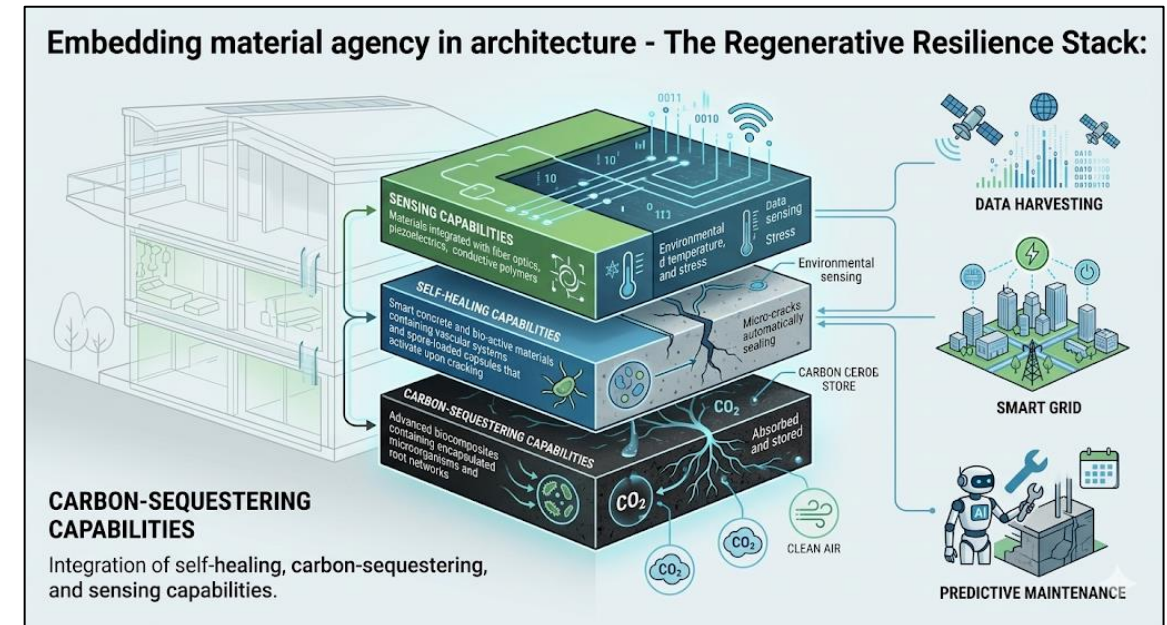 Embedding material agency in architecture - The Regenerative Resilience Stack:
0011
0010
10
10
10
0
111
SENSING CAPABILITIES
Materials integrated with fiber optics,
piezoelectrics, conductive polymers
Environmental
d temperature,
and stress
Data
sensing
Stress
SELF-HEALING CAPABILITIES
Smart concrete and bio-active materials
containing vascular systems
and spore-loaded capsules that
activate upon cracking
Micro-cracks
automatically
sealing
Environmental
sensing
CARBON-SEQUESTERING CAPABILITIES
Advanced biocomposites
containing encapsulated
microorganisms and
root networks
CO₂
Absorbed
and stored
CARBON CEROB
STORE
CO₂
CO₂
CO₂
CLEAN AIR
DATA HARVESTING
SMART GRID
AI
PREDICTIVE MAINTENANCE
CARBON-SEQUESTERING
CAPABILITIES
Integration of self-healing, carbon-sequestering,
and sensing capabilities.